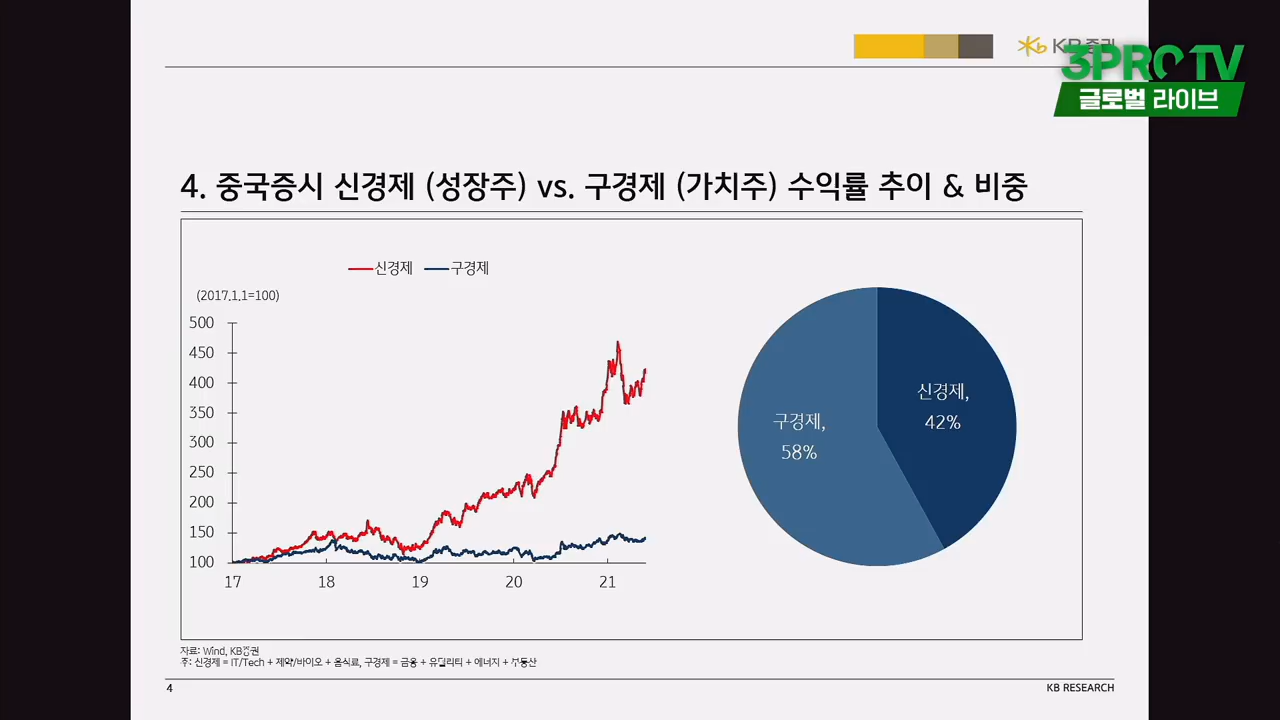 KB증권
3PROTV
글로벌 라이브
4. 중국증시 신경제 (성장주) vs. 구경제 (가치주) 수익률 추이 & 비중
신경제 구경제
(2017.1.1=100)
500
450
400
350
300
250
200
150
100
17 18 19 20 21
신경제,
42%
구경제,
58%
자료: Wind, KB증권
주: 신경제 = IT/Tech + 제약/바이오 + 음식료, 구경제 = 금융 + 유틸리티 + 에너지 + 부동산
4 KB RESEARCH